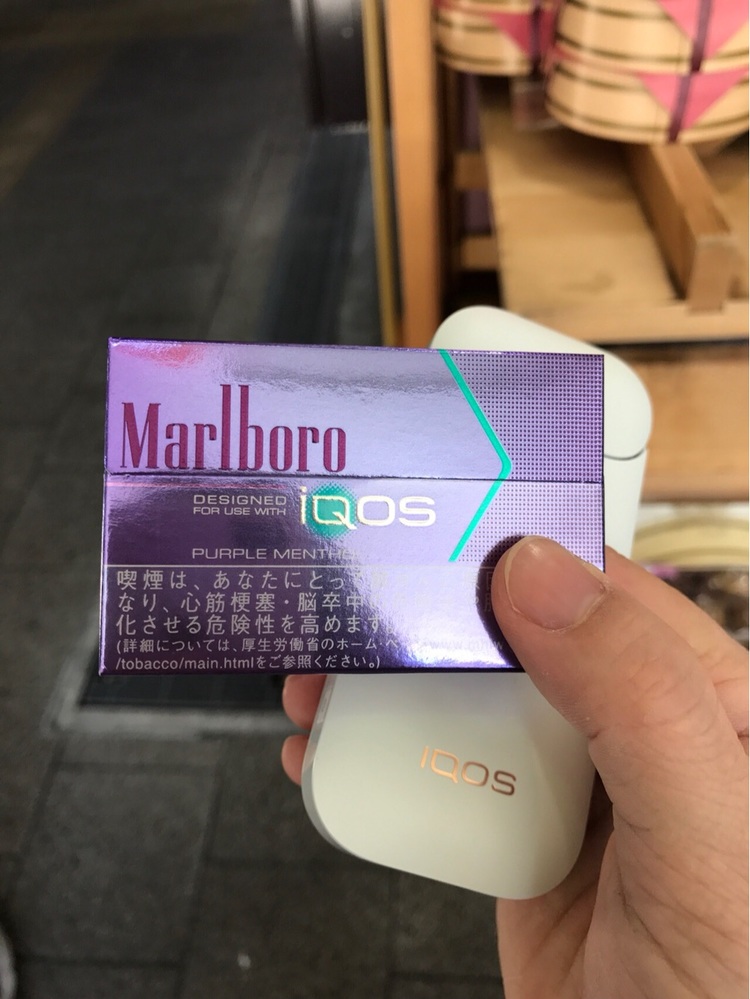 Marlboro
DESIGNED
FOR USE WITH
IQOS
PURPLE MENTHOL
喫煙は、あなたにとっ
なり、心筋梗塞・脳卒中
化させる危険性を高めます
(詳細については、厚生労働省のホーム・ペ
/tobacco/main.htmlをご参照ください。)
IQOS